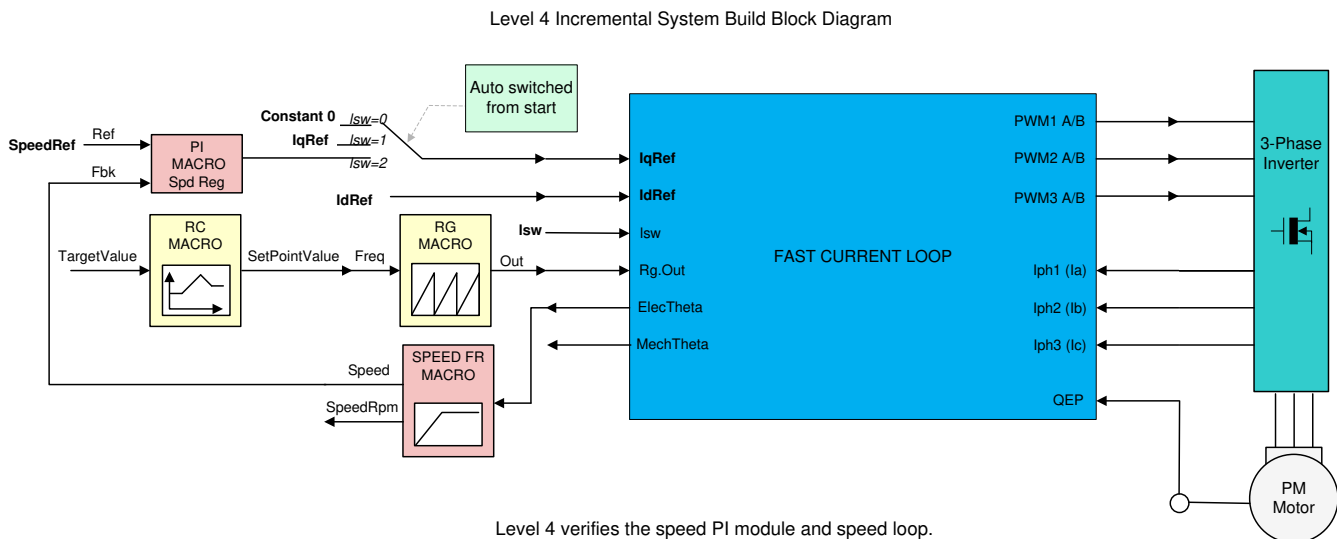 Level 4 Incremental System Build Block Diagram
Auto switched
from start
Constant 0
Isw=0
IqRef
Isw=1
Isw=2
SpeedRef
Ref
Fbk
PI
MACRO
Spd Reg
IdRef
Isw
TargetValue
RC
MACRO
SetPointValue
Freq
RG
MACRO
Out
Speed
SpeedRpm
SPEED FR
MACRO
IqRef
IdRef
Isw
Rg.Out
ElecTheta
MechTheta
FAST CURRENT LOOP
PWM1 A/B
PWM2 A/B
PWM3 A/B
Iph1 (Ia)
Iph2 (Ib)
Iph3 (Ic)
QEP
3-Phase
Inverter
PM
Motor
Level 4 verifies the speed PI module and speed loop.